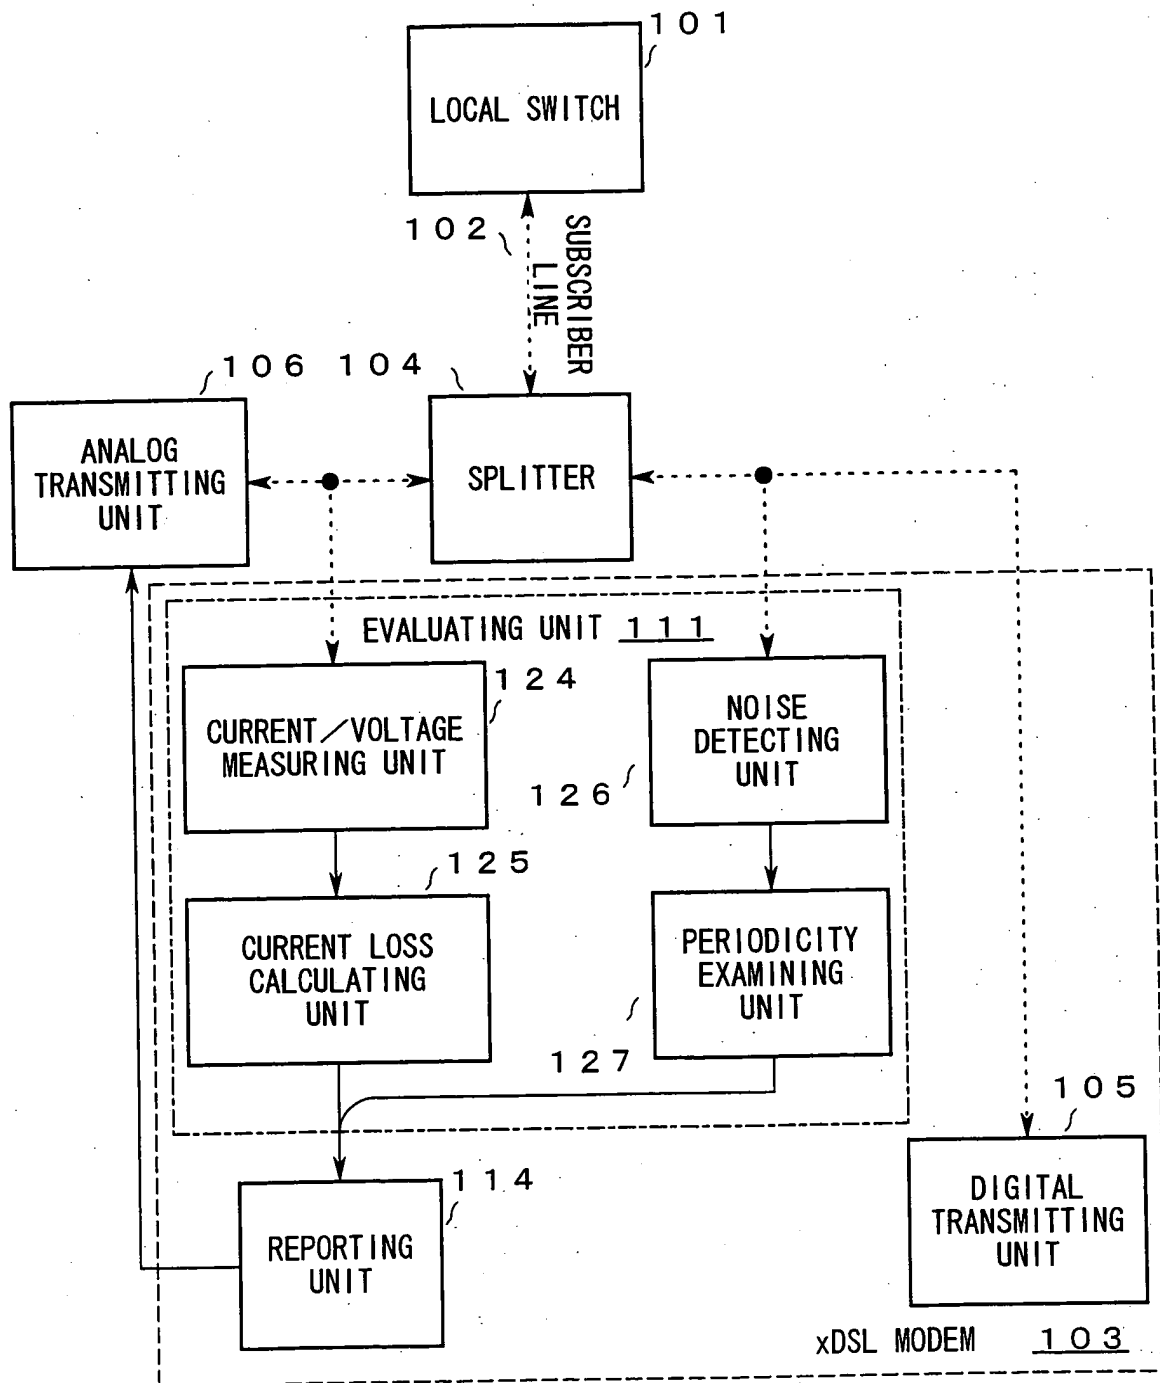 101
LOCAL SWITCH
102
SUBSCRIBER
LINE
106
104
ANALOG
TRANSMITTING
UNIT
SPLITTER
EVALUATING UNIT 111
124
CURRENT/VOLTAGE
MEASURING UNIT
NOISE
DETECTING
UNIT
126
125
CURRENT LOSS
CALCULATING
UNIT
PERIODICITY
EXAMINING
UNIT
127
105
114
REPORTING
UNIT
DIGITAL
TRANSMITTING
UNIT
xDSL MODEM 103